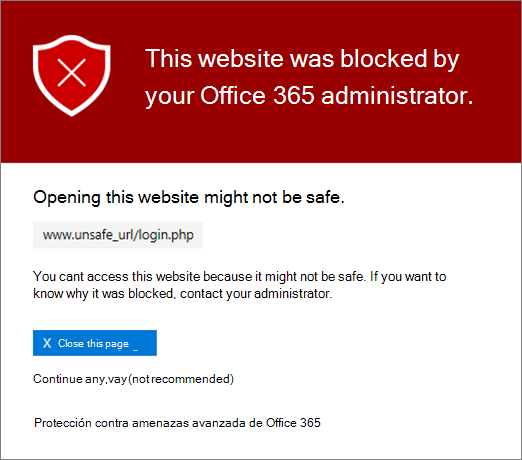 This website was blocked by
your Office 365 administrator.
Opening this website might not be safe.
www.unsafe_url/login.php
You cant access this website because it might not be safe. If you want to
know why it was blocked, contact your administrator.
X Close this page _
Continue any,vay(not recommended)
Protección contra amenazas avanzada de Office 365